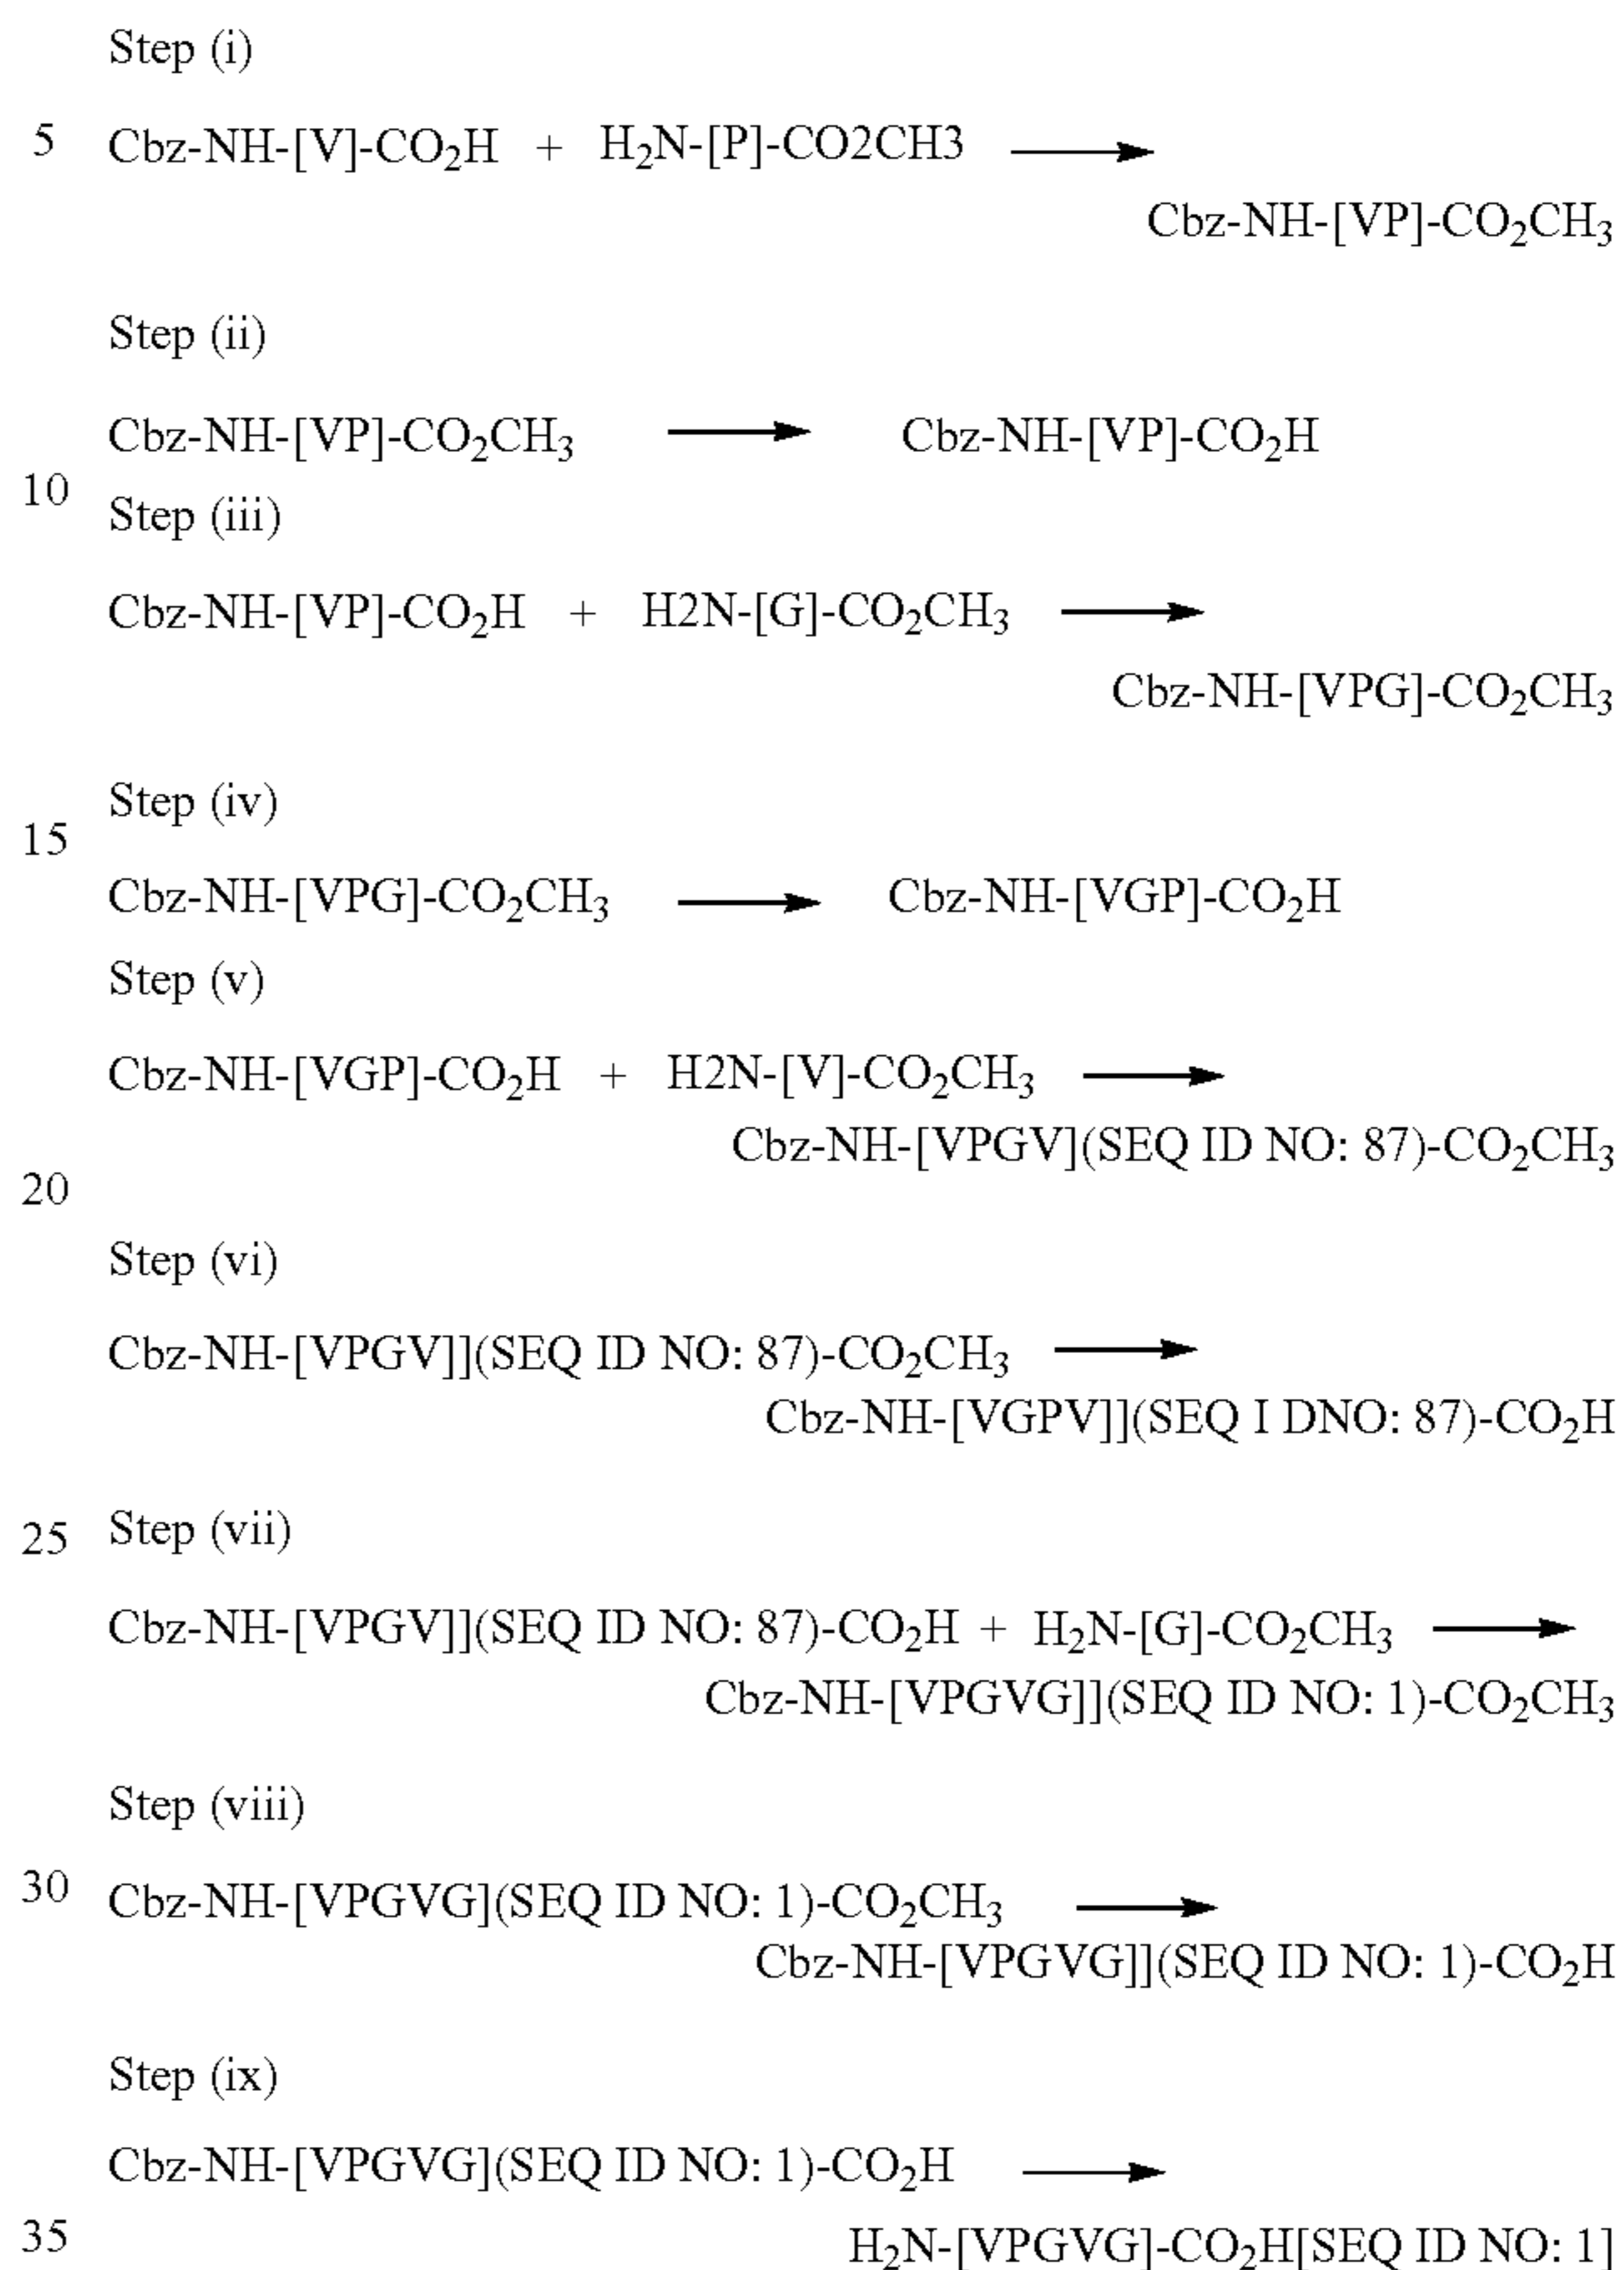 Step (i)
5 Cbz-NH-[V]-CO₂H + H₂N-[P]-CO2CH3 ⟶
Cbz-NH-[VP]-CO₂CH₃
Step (ii)
Cbz-NH-[VP]-CO₂CH₃ ⟶ Cbz-NH-[VP]-CO₂H
10
Step (iii)
Cbz-NH-[VP]-CO₂H + H2N-[G]-CO₂CH₃ ⟶
Cbz-NH-[VPG]-CO₂CH₃
Step (iv)
15
Cbz-NH-[VPG]-CO₂CH₃ ⟶ Cbz-NH-[VGP]-CO₂H
Step (v)
Cbz-NH-[VGP]-CO₂H + H2N-[V]-CO₂CH₃ ⟶
Cbz-NH-[VPGV](SEQ ID NO: 87)-CO₂CH₃
20
Step (vi)
Cbz-NH-[VPGV]](SEQ ID NO: 87)-CO₂CH₃ ⟶
Cbz-NH-[VGPV]](SEQ I DNO: 87)-CO₂H
25 Step (vii)
Cbz-NH-[VPGV]](SEQ ID NO: 87)-CO₂H + H₂N-[G]-CO₂CH₃ ⟶
Cbz-NH-[VPGVG]](SEQ ID NO: 1)-CO₂CH₃
Step (viii)
30 Cbz-NH-[VPGVG](SEQ ID NO: 1)-CO₂CH₃ ⟶
Cbz-NH-[VPGVG]](SEQ ID NO: 1)-CO₂H
Step (ix)
Cbz-NH-[VPGVG](SEQ ID NO: 1)-CO₂H ⟶
35 H₂N-[VPGVG]-CO₂H[SEQ ID NO: 1]